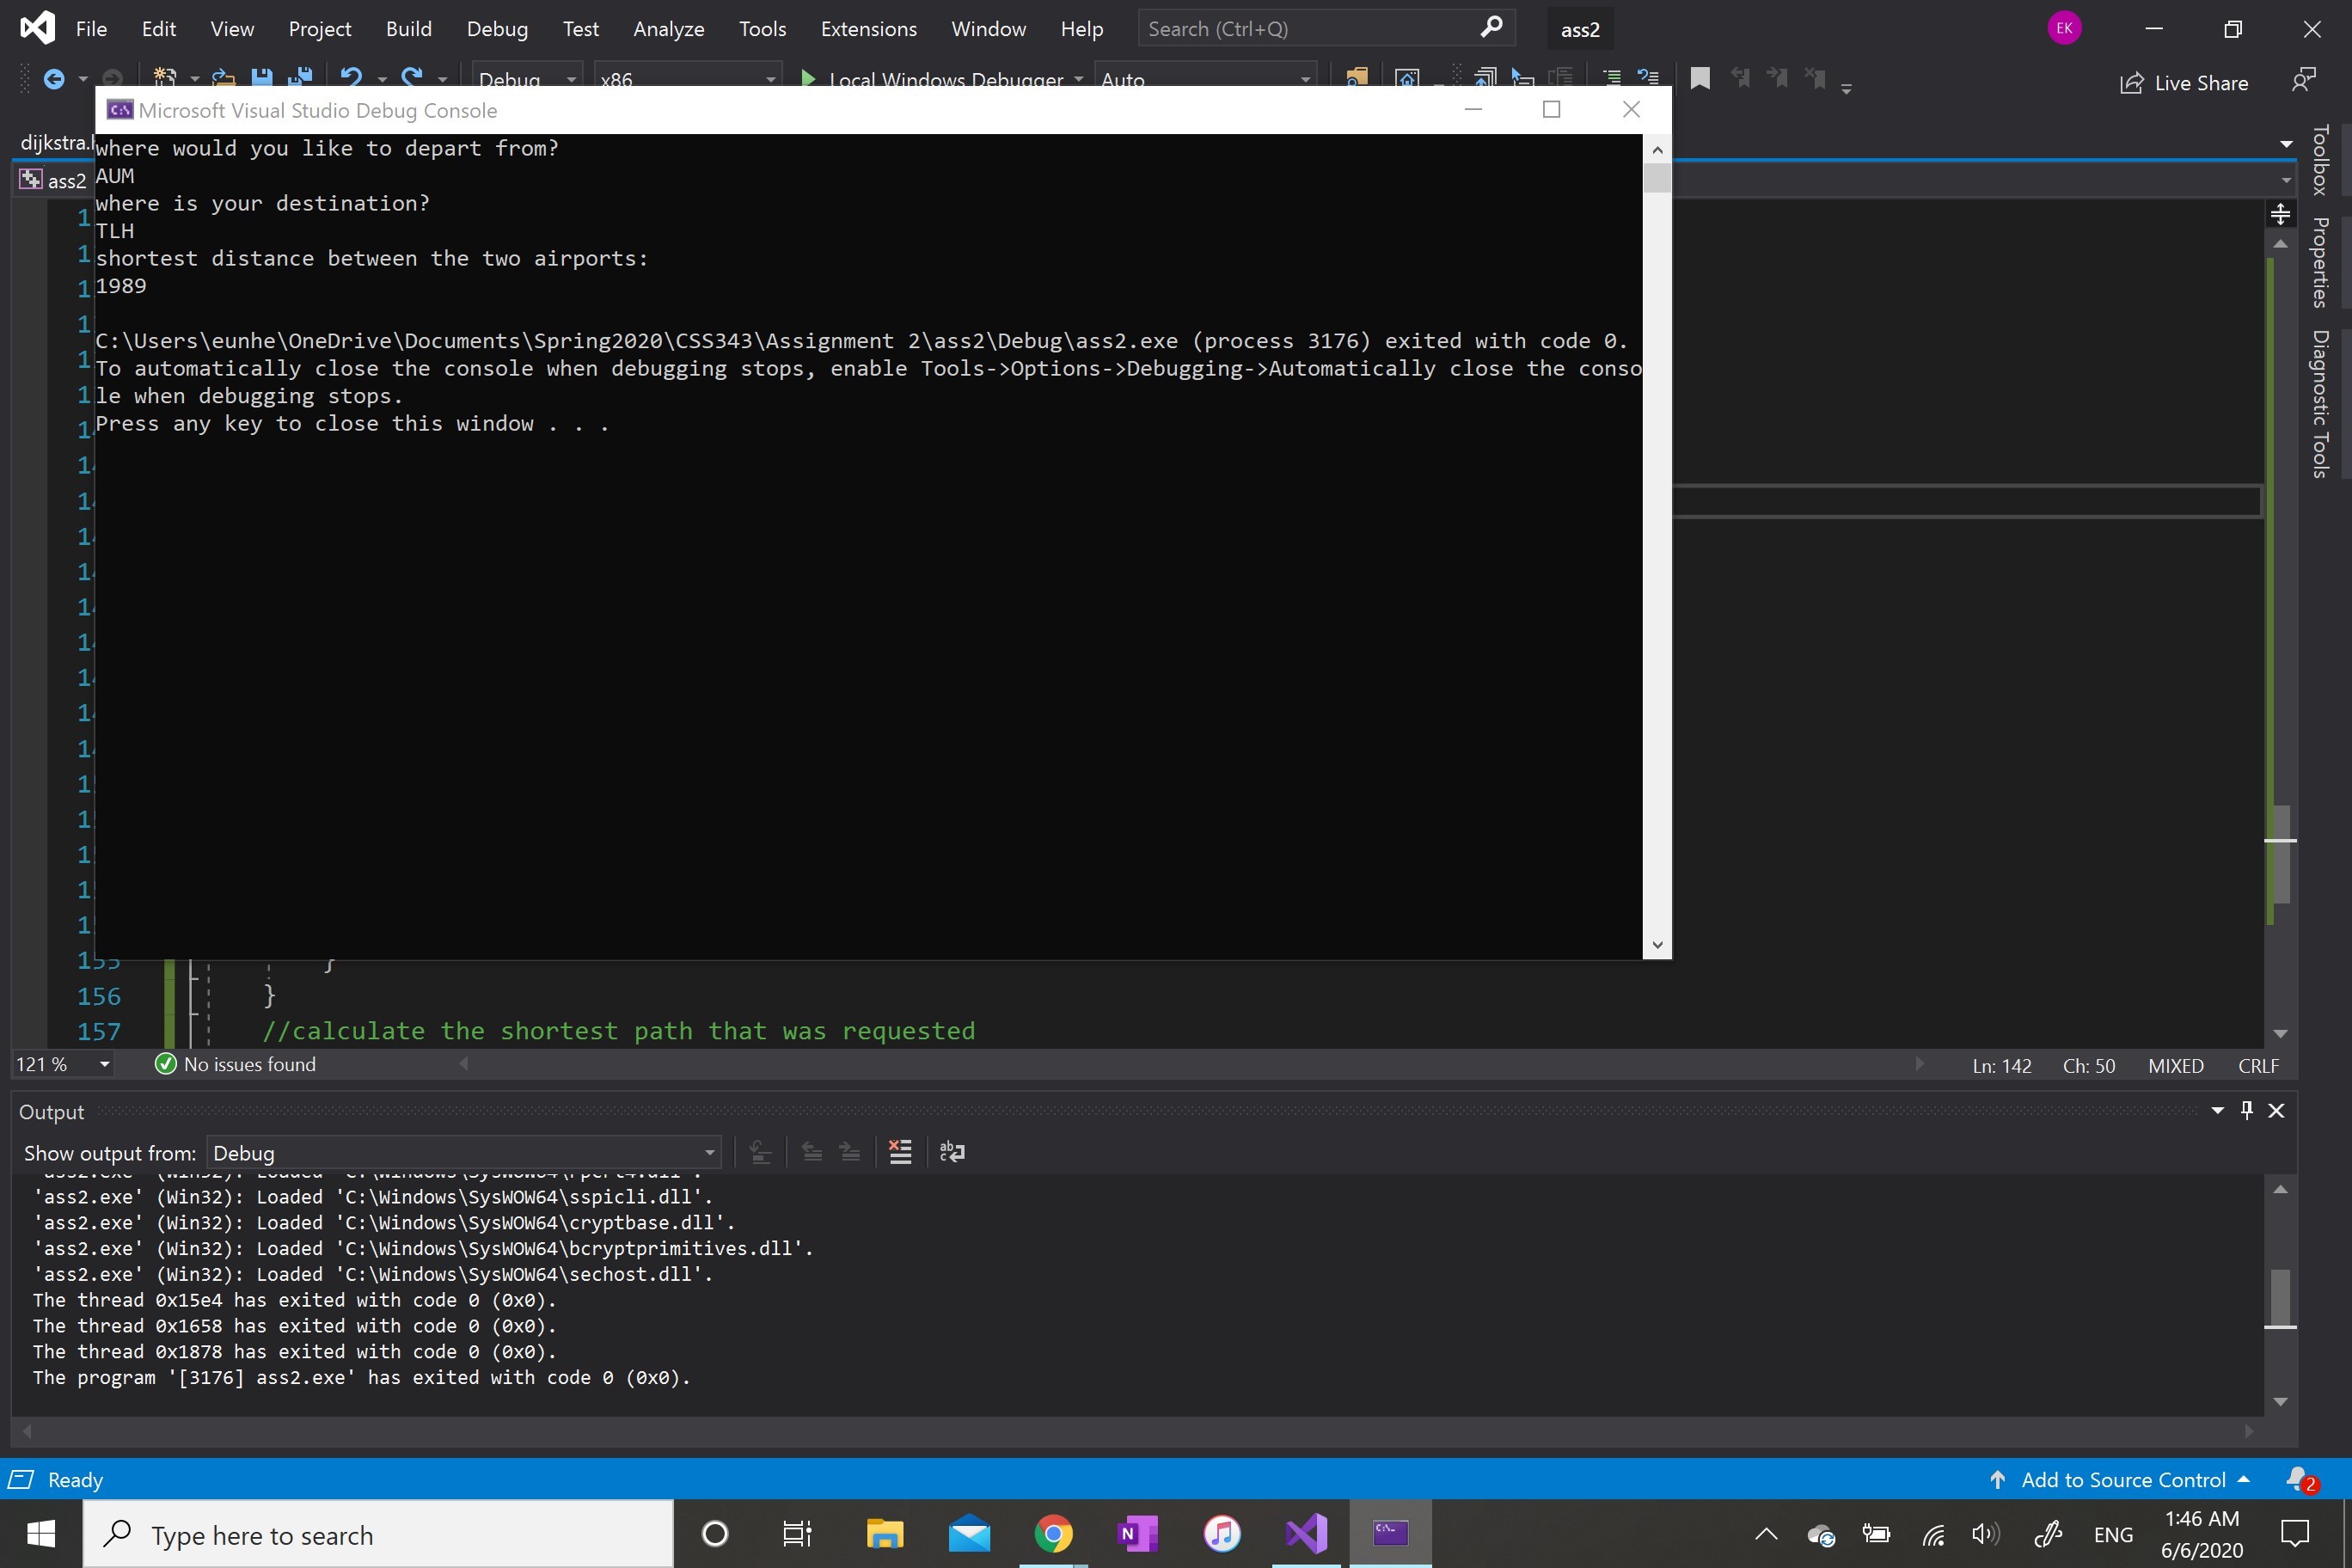 File Edit View Project Build Debug Test Analyze Tools Extensions Window Help Search (Ctrl+Q) ass2 EK
Debug x86 Local Windows Debugger Auto Live Share
Microsoft Visual Studio Debug Console
dijkstra.
ass2
where would you like to depart from?
AUM
where is your destination?
TLH
shortest distance between the two airports:
1989
C:\Users\eunhe\OneDrive\Documents\Spring2020\CSS343\Assignment 2\ass2\Debug\ass2.exe (process 3176) exited with code 0.
To automatically close the console when debugging stops, enable Tools->Options->Debugging->Automatically close the conso
le when debugging stops.
Press any key to close this window . . .
Toolbox
Properties
Diagnostic Tools
155 }
156 }
157 //calculate the shortest path that was requested
121 % No issues found Ln: 142 Ch: 50 MIXED CRLF
Output
Show output from: Debug
'ass2.exe' (Win32): Loaded 'C:\Windows\SysWOW64\rpcrt4.dll'.
'ass2.exe' (Win32): Loaded 'C:\Windows\SysWOW64\sspicli.dll'.
'ass2.exe' (Win32): Loaded 'C:\Windows\SysWOW64\cryptbase.dll'.
'ass2.exe' (Win32): Loaded 'C:\Windows\SysWOW64\bcryptprimitives.dll'.
'ass2.exe' (Win32): Loaded 'C:\Windows\SysWOW64\sechost.dll'.
The thread 0x15e4 has exited with code 0 (0x0).
The thread 0x1658 has exited with code 0 (0x0).
The thread 0x1878 has exited with code 0 (0x0).
The program '[3176] ass2.exe' has exited with code 0 (0x0).
Ready Add to Source Control 2
Type here to search ENG 1:46 AM
6/6/2020